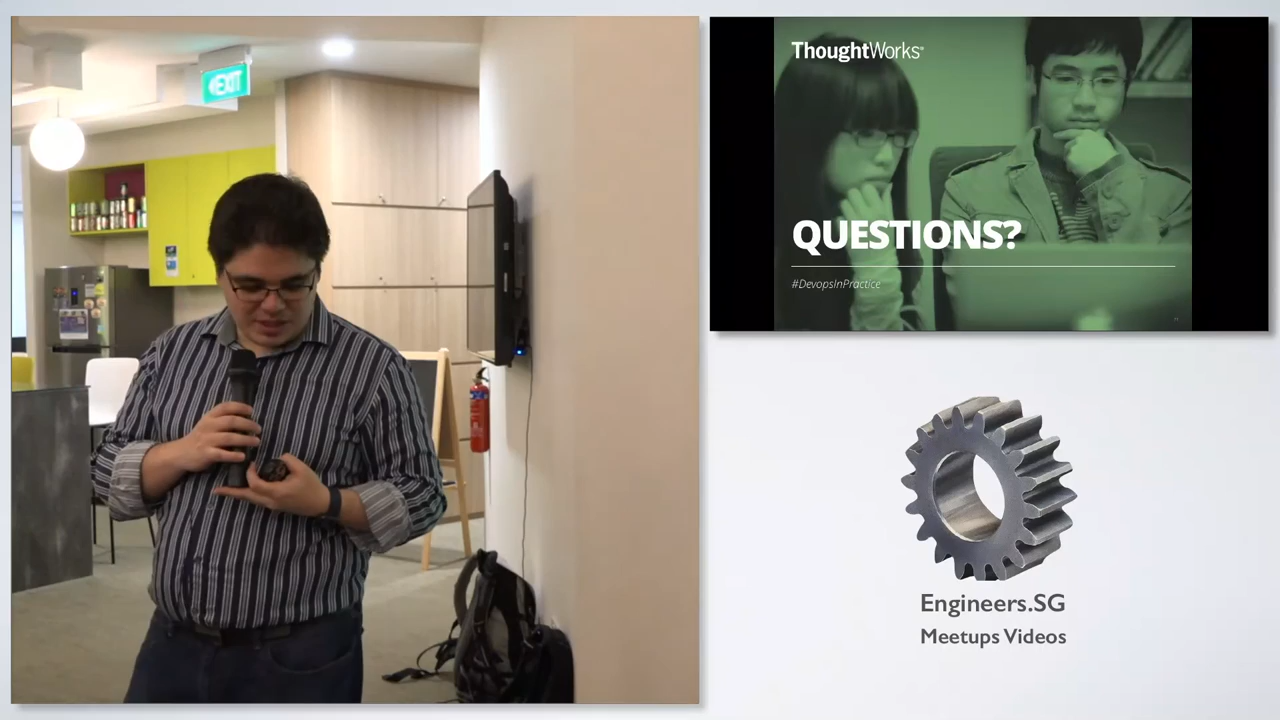 EXIT
ThoughtWorks®
QUESTIONS?
#DevopsInPractice
Engineers.SG
Meetups Videos